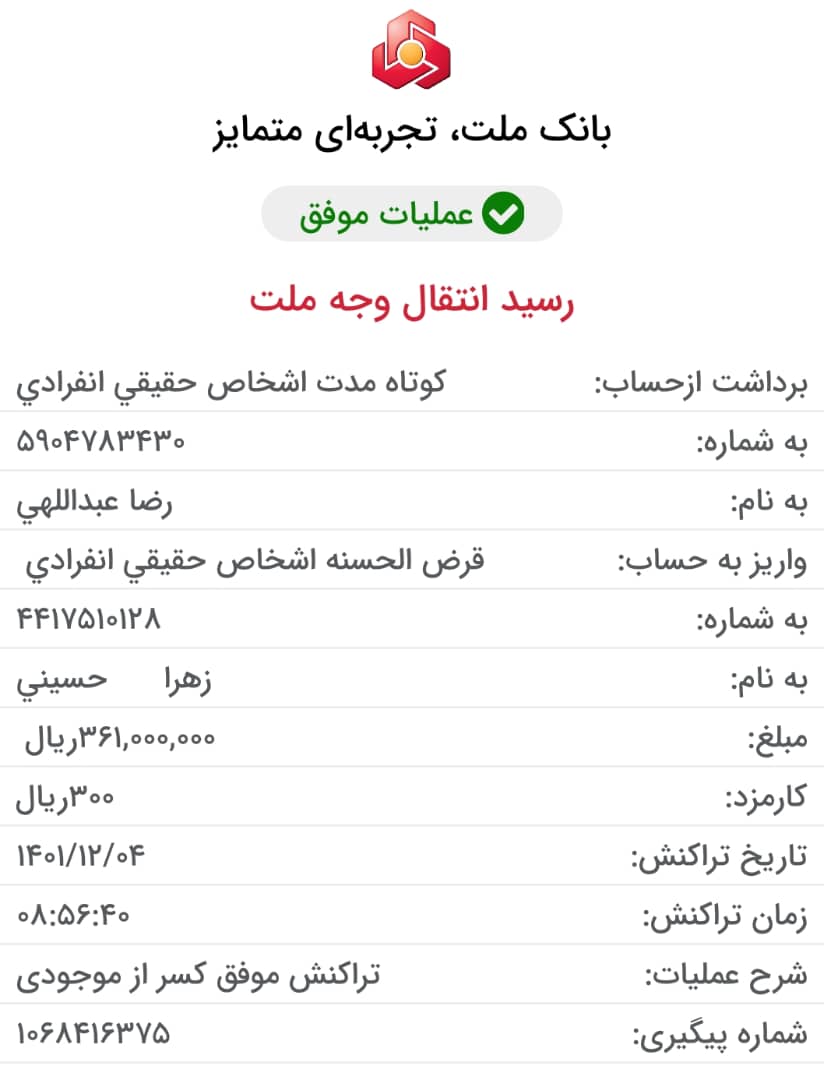 بانک ملت، تجربه‌ای متمایز
عملیات موفق
رسید انتقال وجه ملت
برداشت ازحساب: کوتاه مدت اشخاص حقيقي انفرادي
به شماره: ۵۹۰۴۷۸۳۴۳۰
به نام: رضا عبداللهي
واریز به حساب: قرض الحسنه اشخاص حقيقي انفرادي
به شماره: ۴۴۱۷۵۱۰۱۲۸
به نام: زهرا حسيني
مبلغ: ۳۶۱,۰۰۰,۰۰۰ریال
کارمزد: ۳۰۰ریال
تاریخ تراکنش: ۱۴۰۱/۱۲/۰۴
زمان تراکنش: ۰۸:۵۶:۴۰
شرح عملیات: تراکنش موفق کسر از موجودی
شماره پیگیری: ۱۰۶۸۴۱۶۳۷۵